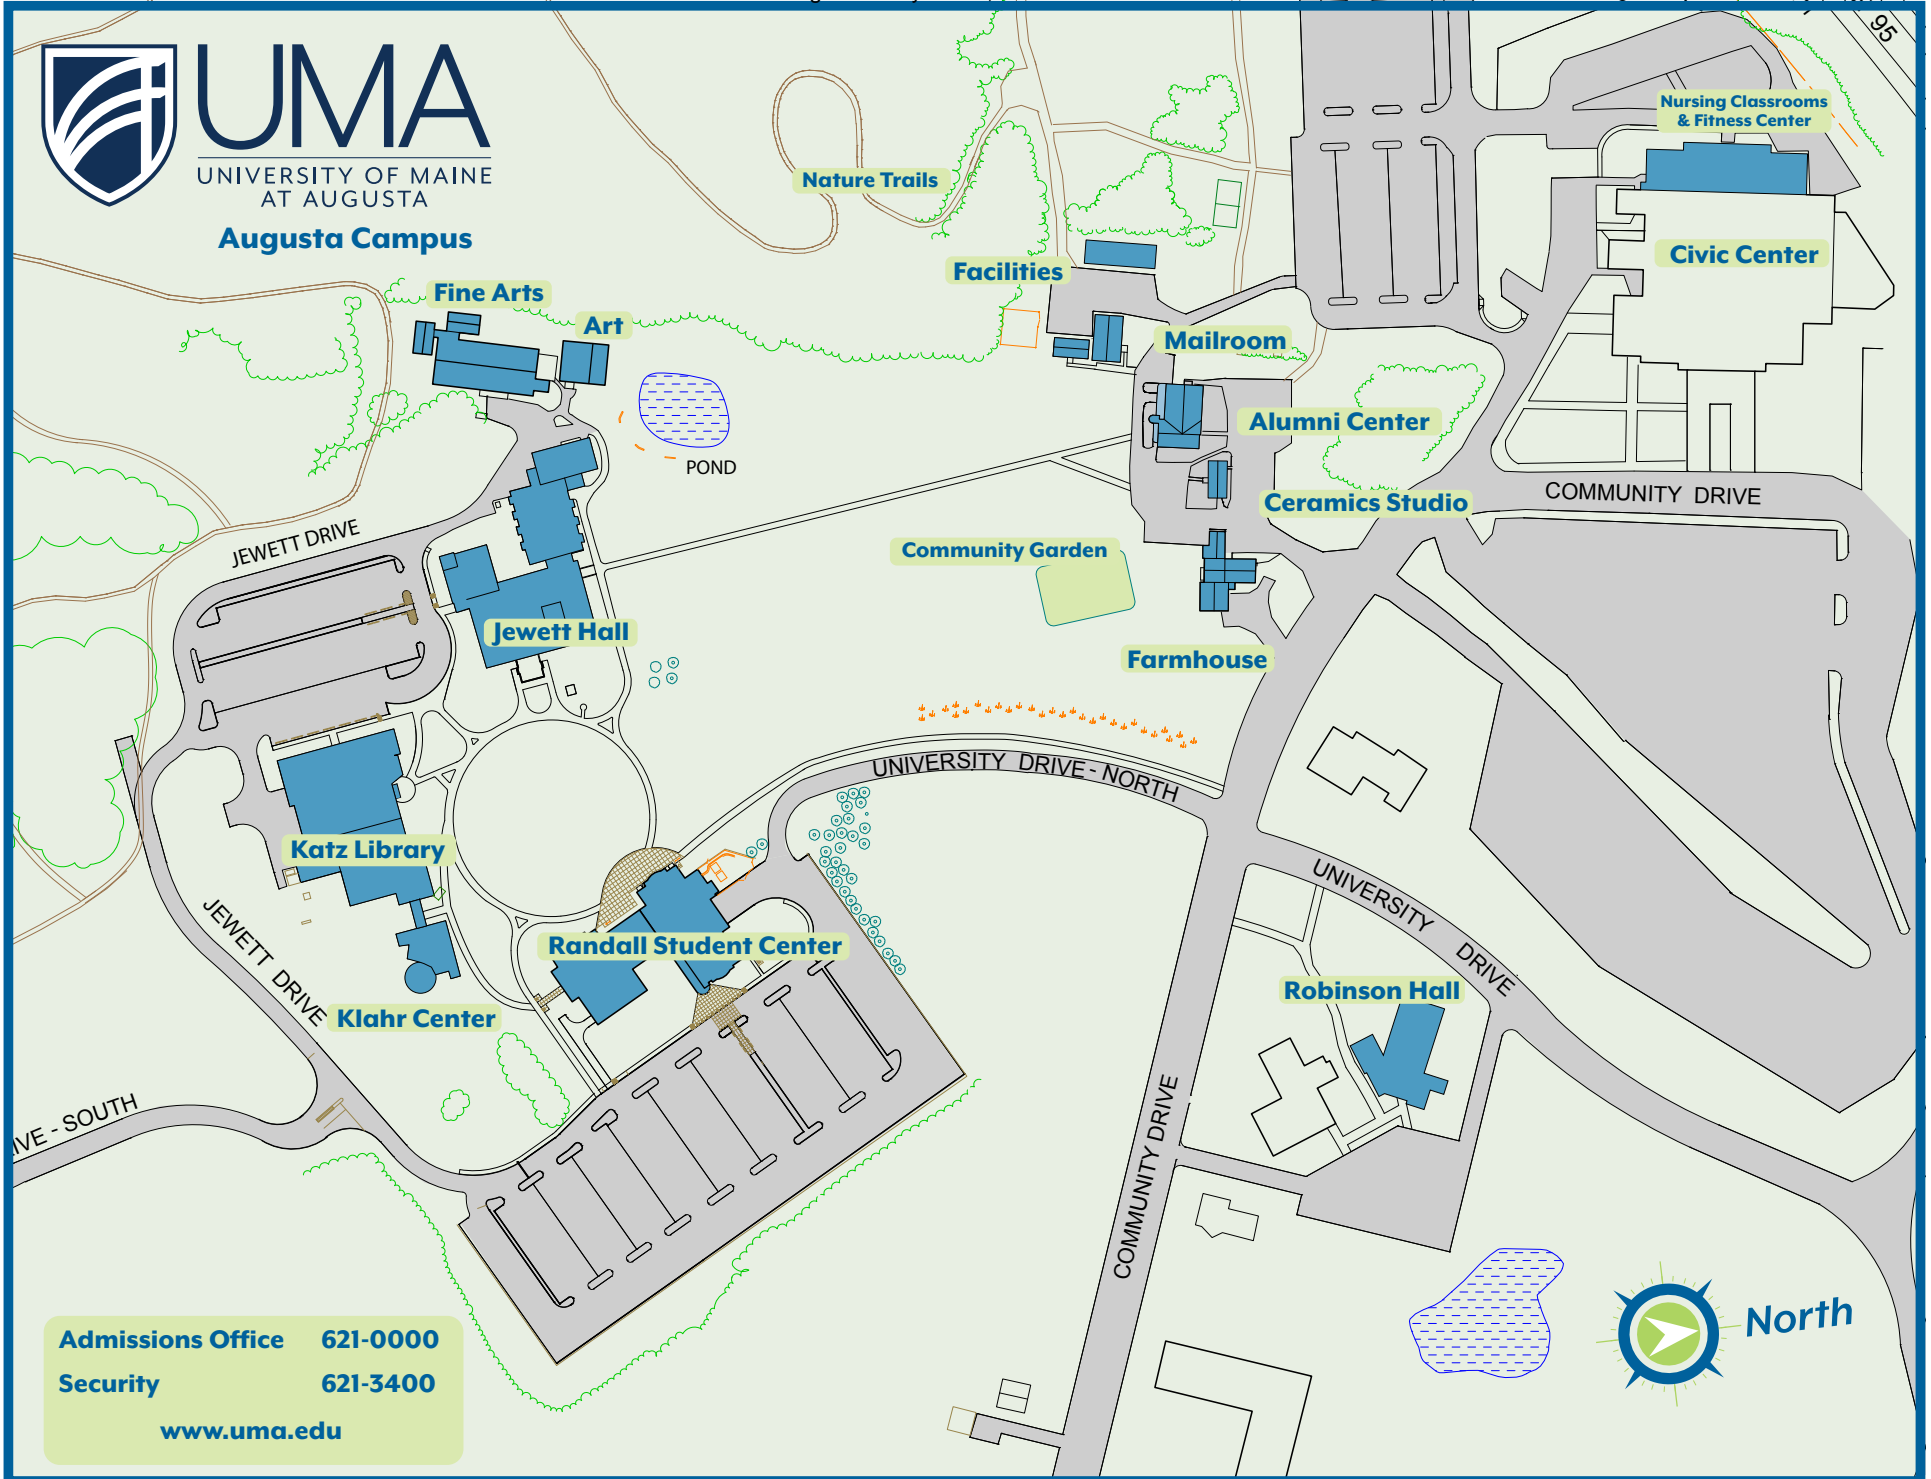 95
UMA
UNIVERSITY OF MAINE
AT AUGUSTA
Augusta Campus
Nursing Classrooms
& Fitness Center
Nature Trails
Civic Center
Facilities
Fine Arts
Art
Mailroom
Alumni Center
POND
COMMUNITY DRIVE
Ceramics Studio
JEWETT DRIVE
Community Garden
Jewett Hall
Farmhouse
UNIVERSITY DRIVE - NORTH
Katz Library
UNIVERSITY DRIVE
JEWETT DRIVE
Randall Student Center
Robinson Hall
Klahr Center
IVE - SOUTH
COMMUNITY DRIVE
North
Admissions Office 621-0000
Security 621-3400
www.uma.edu